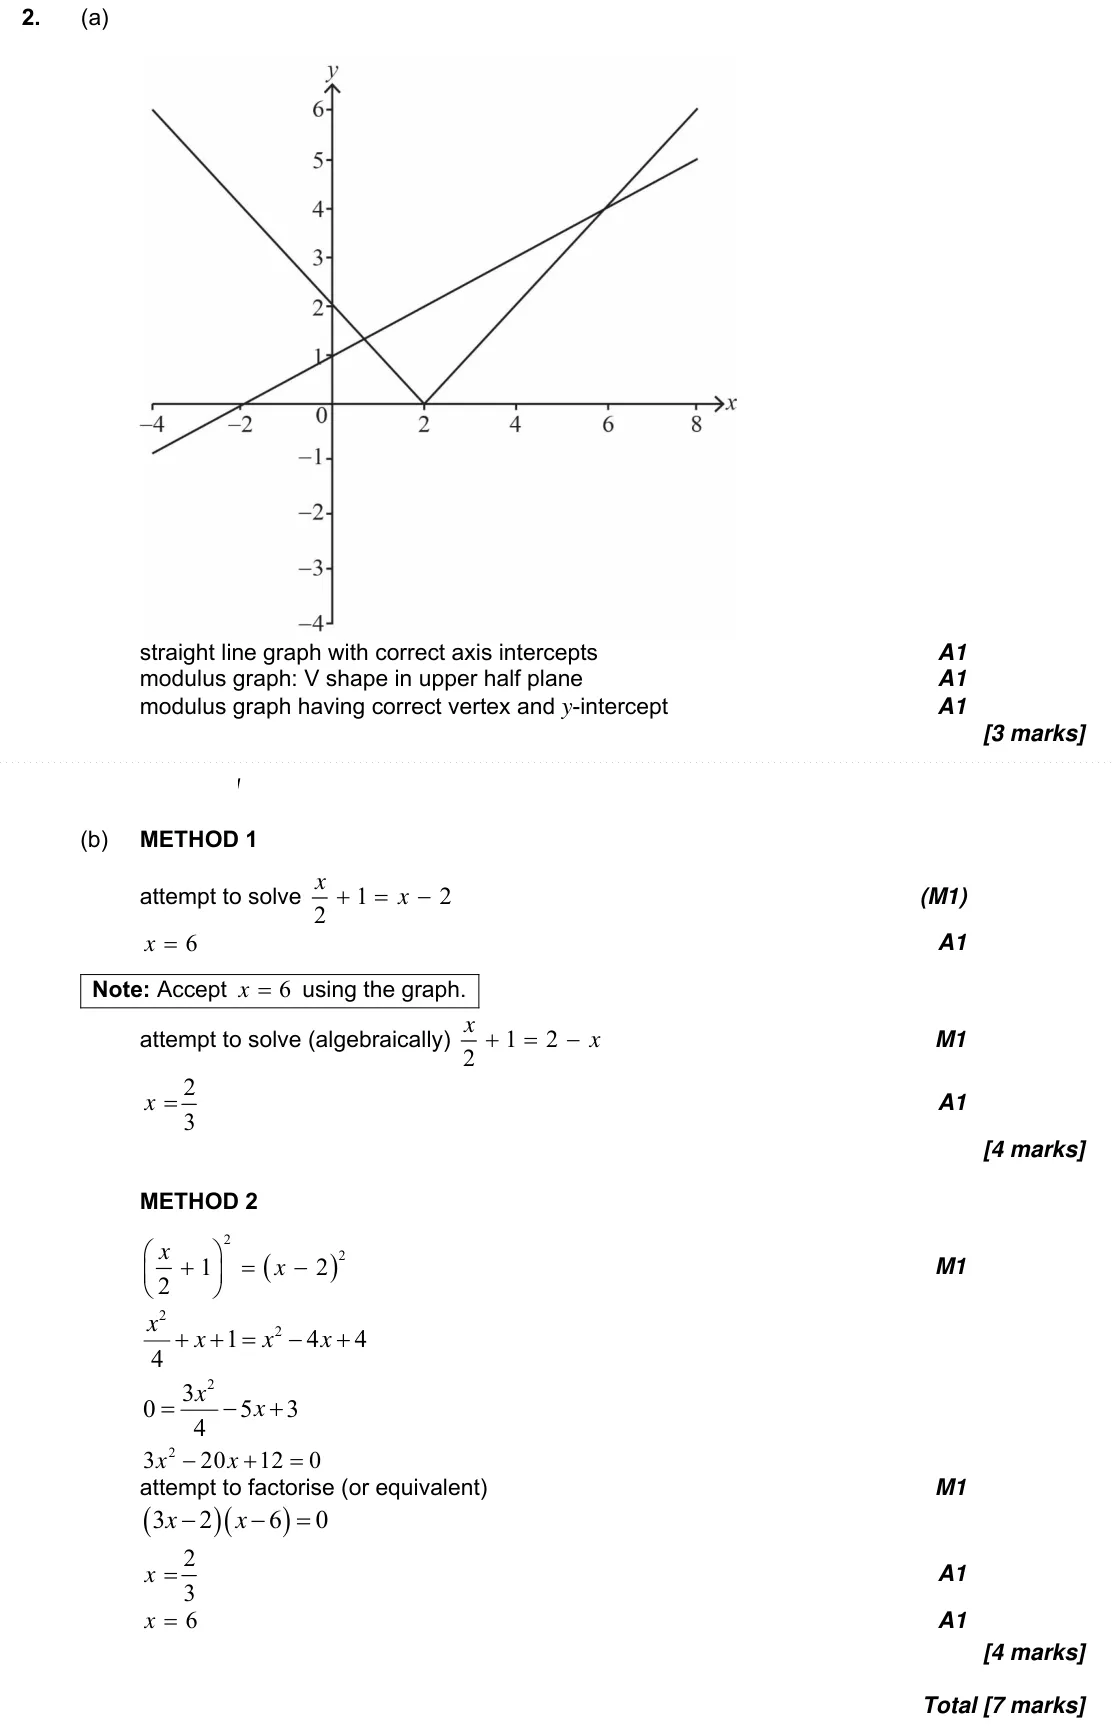 2. (a)
y
6
5
4
3
2
1
–4 –2 0 2 4 6 8 x
–1
–2
–3
–4
straight line graph with correct axis intercepts A1
modulus graph: V shape in upper half plane A1
modulus graph having correct vertex and y-intercept A1
[3 marks]
(b) METHOD 1
attempt to solve x/2 + 1 = x − 2 (M1)
x = 6 A1
Note: Accept x = 6 using the graph.
attempt to solve (algebraically) x/2 + 1 = 2 − x M1
x = 2/3 A1
[4 marks]
METHOD 2
(x/2 + 1)² = (x − 2)² M1
x²/4 + x + 1 = x² − 4x + 4
0 = 3x²/4 − 5x + 3
3x² − 20x + 12 = 0
attempt to factorise (or equivalent) M1
(3x − 2)(x − 6) = 0
x = 2/3 A1
x = 6 A1
[4 marks]
Total [7 marks]